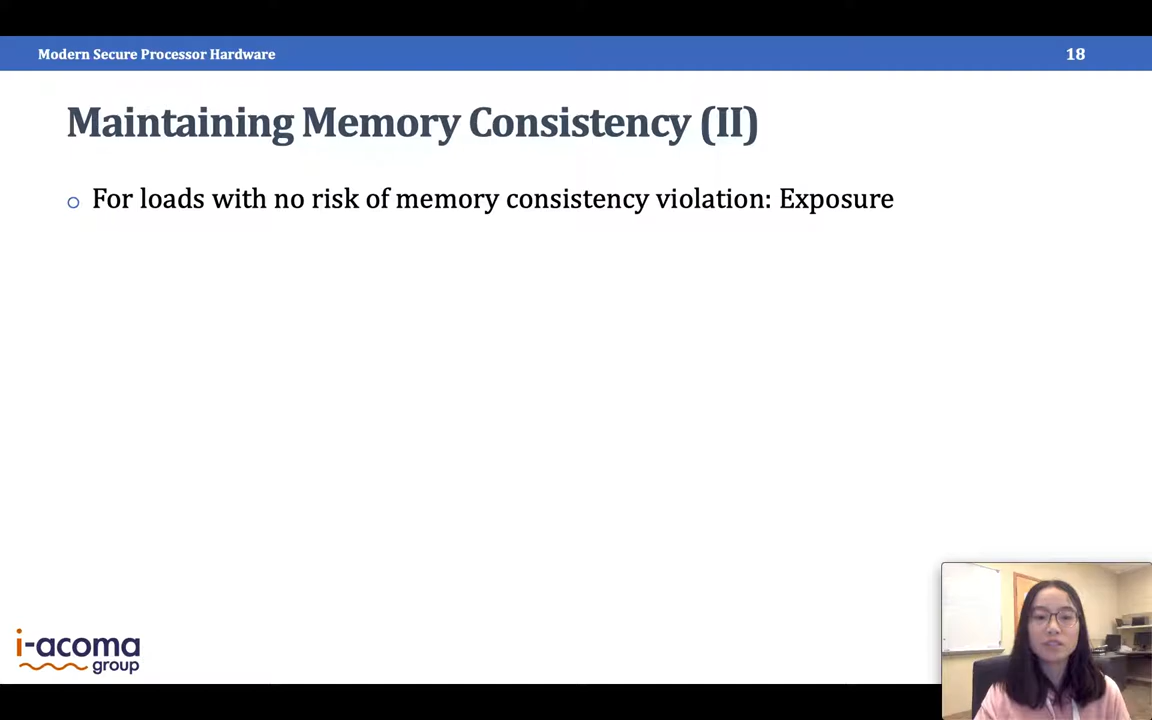 Modern Secure Processor Hardware
18
Maintaining Memory Consistency (II)
For loads with no risk of memory consistency violation: Exposure
i-acoma
group